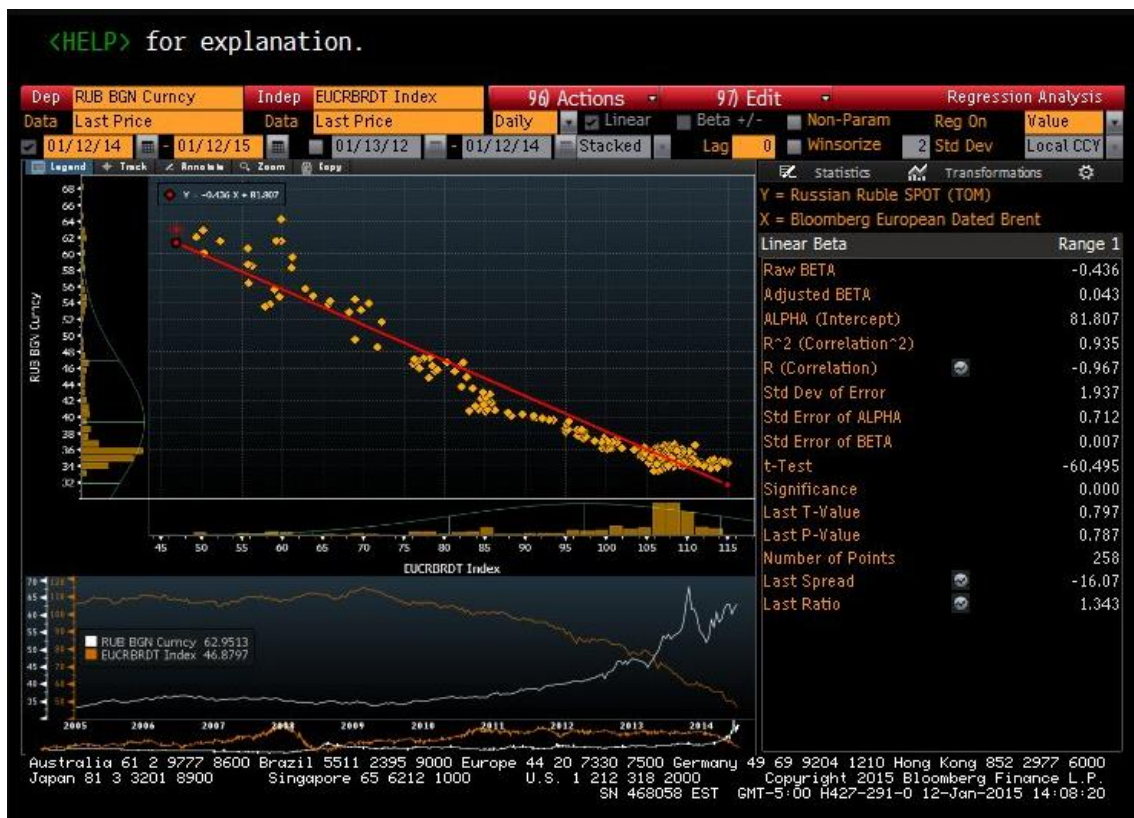 <HELP> for explanation.
Dep RUB BGN Curncy Indep EUCRBRDT Index 96) Actions 97) Edit Regression Analysis
Data Last Price Data Last Price Daily Linear Beta +/- Non-Param Reg On Value
01/12/14 - 01/12/15 01/13/12 - 01/12/14 Stacked Lag 0 Winsorize 2 Std Dev Local CCY
Legend Track Annotate Zoom Copy Statistics Transformations
Y = -0.436 X + 81.807
Y = Russian Ruble SPOT (TOM)
X = Bloomberg European Dated Brent
Linear Beta Range 1
Raw BETA -0.436
Adjusted BETA 0.043
ALPHA (Intercept) 81.807
R^2 (Correlation^2) 0.935
R (Correlation) -0.967
Std Dev of Error 1.937
Std Error of ALPHA 0.712
Std Error of BETA 0.007
t-Test -60.495
Significance 0.000
Last T-Value 0.797
Last P-Value 0.787
Number of Points 258
Last Spread -16.07
Last Ratio 1.343
RUB BGN Curncy
68
66
64
62
60
58
56
54
52
50
48
46
44
42
40
38
36
34
32
45 50 55 60 65 70 75 80 85 90 95 100 105 110 115
EUCRBRDT Index
RUB BGN Curncy 62.9513
EUCRBRDT Index 46.8797
70
65
60
55
50
45
40
35
2005 2006 2007 2008 2009 2010 2011 2012 2013 2014
Australia 61 2 9777 8600 Brazil 5511 2395 9000 Europe 44 20 7330 7500 Germany 49 69 9204 1210 Hong Kong 852 2977 6000
Japan 81 3 3201 8900 Singapore 65 6212 1000 U.S. 1 212 318 2000 Copyright 2015 Bloomberg Finance L.P.
SN 468058 EST GMT-5:00 H427-291-0 12-Jan-2015 14:08:20